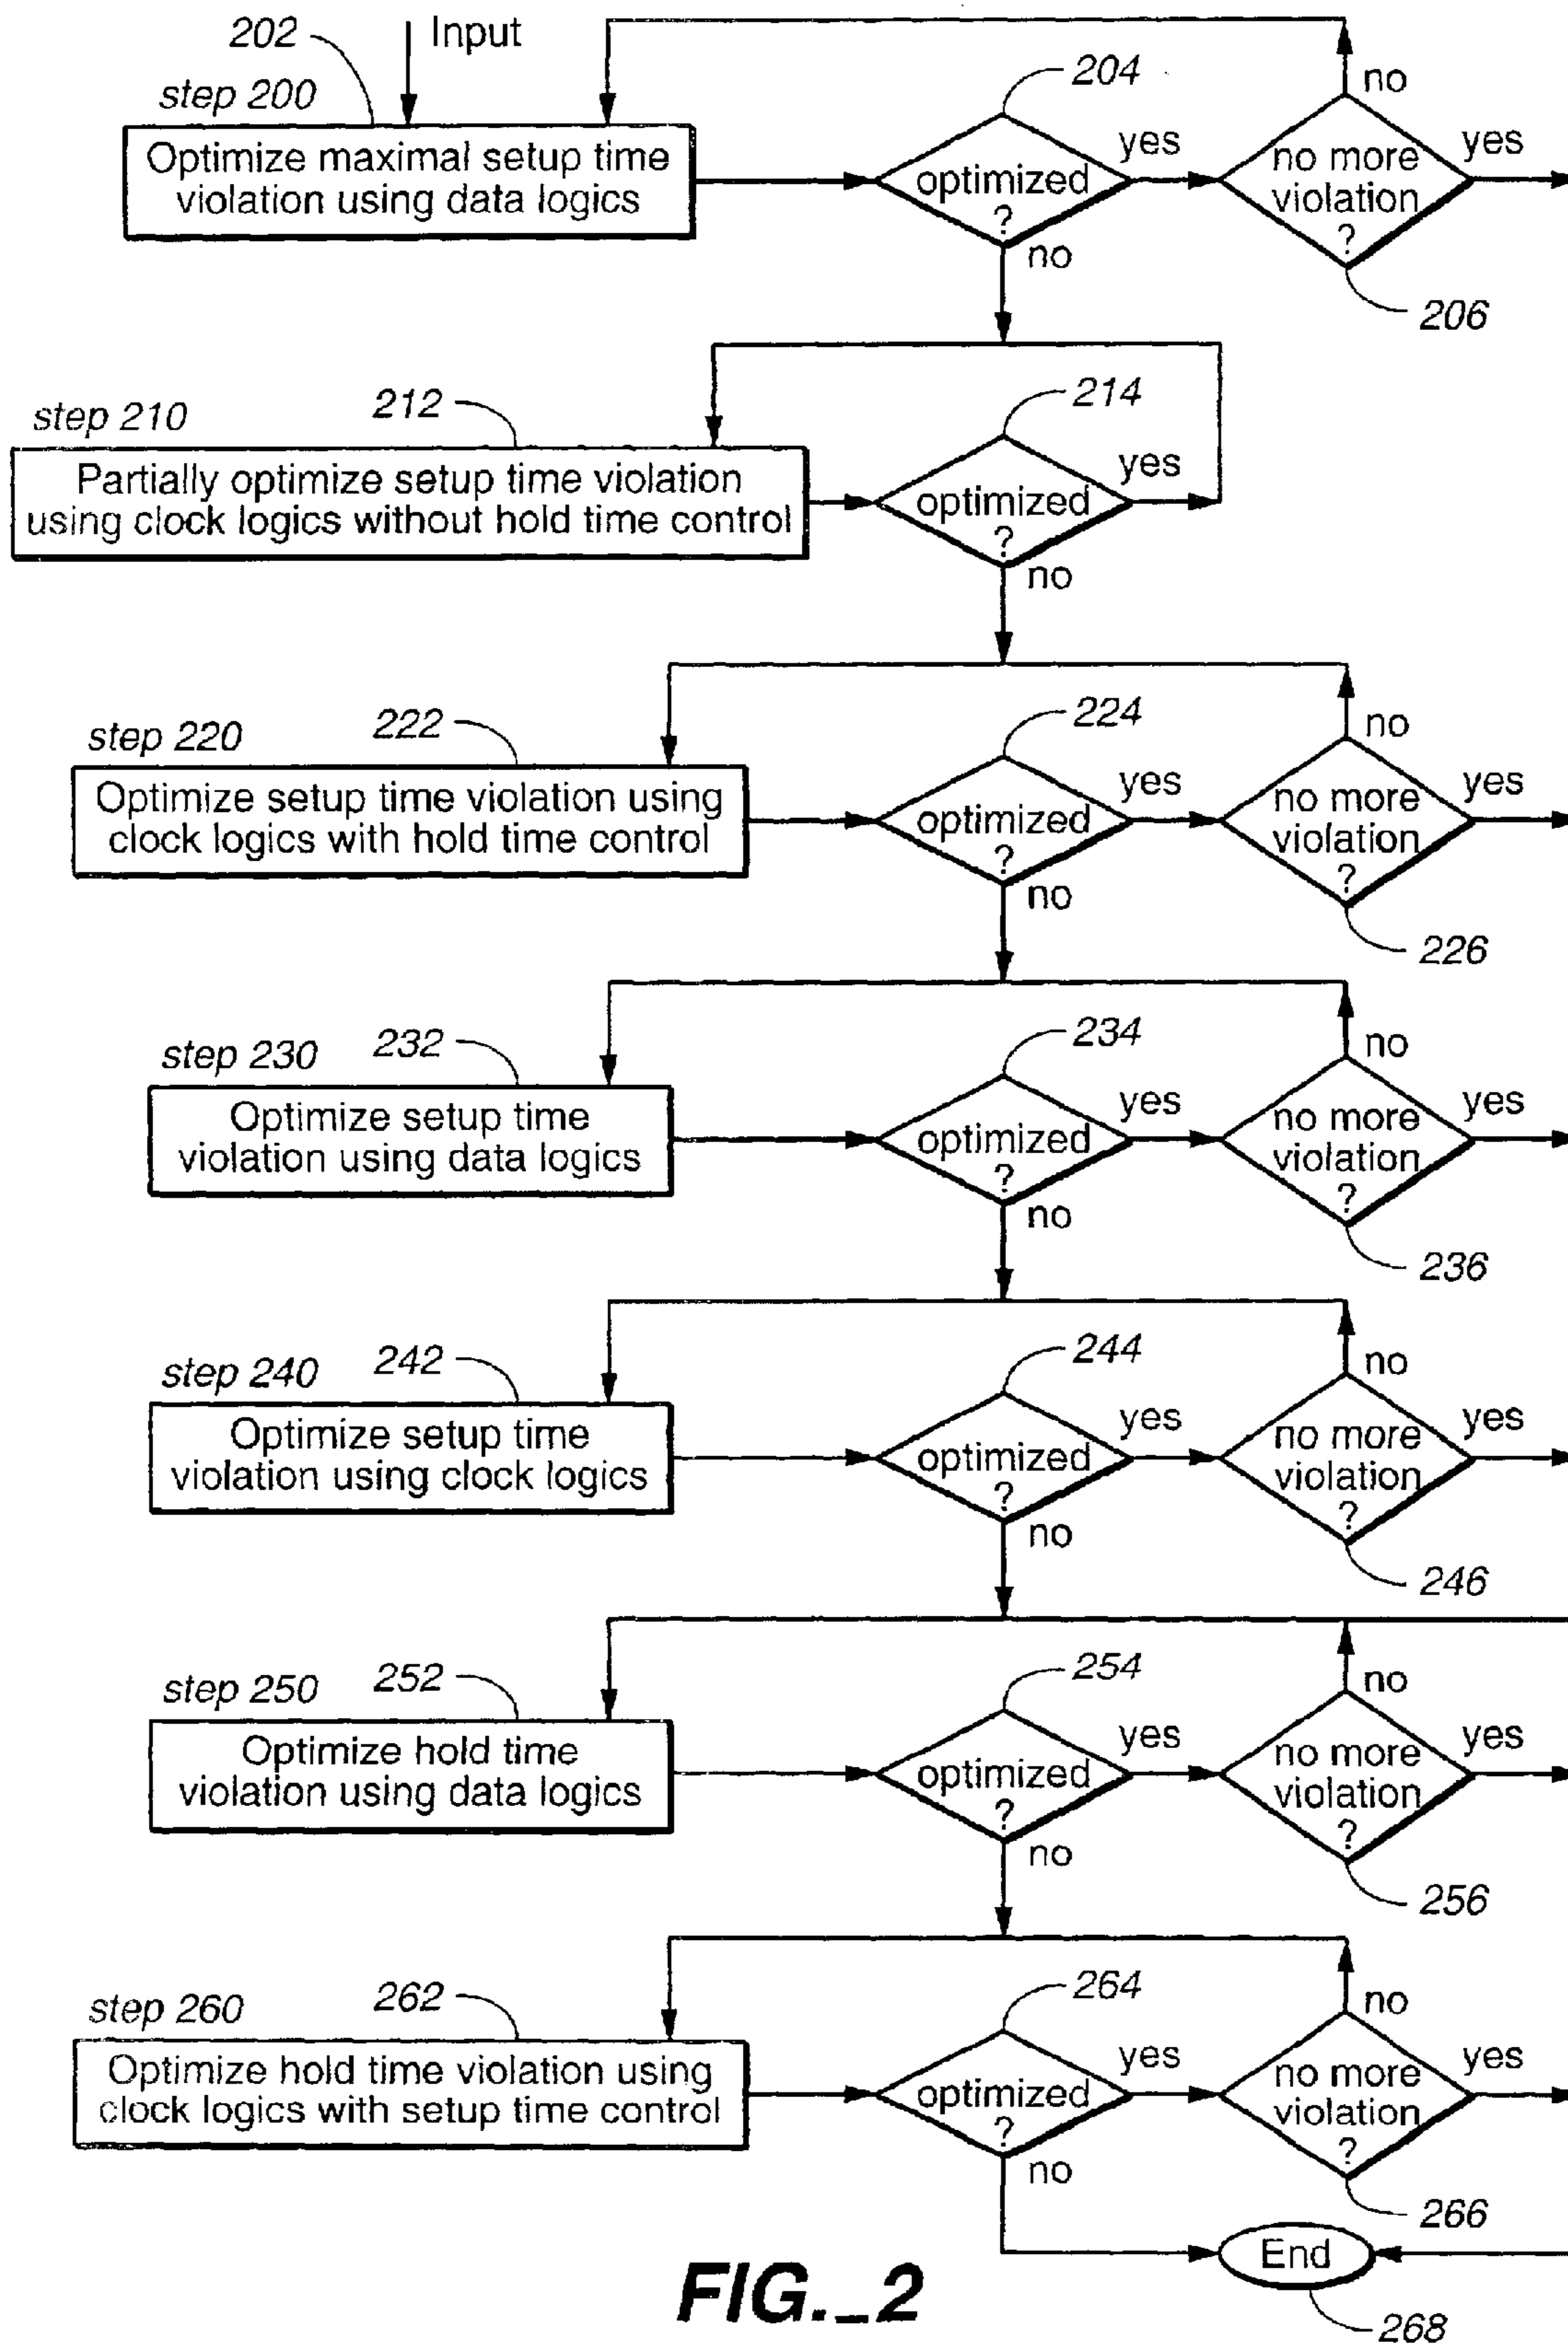 202
Input
step 200
Optimize maximal setup time
violation using data logics
204
optimized
?
yes
no
no more
violation
?
no
yes
206
step 210
212
Partially optimize setup time violation
using clock logics without hold time control
214
optimized
?
yes
no
step 220
222
Optimize setup time violation using
clock logics with hold time control
224
optimized
?
yes
no
no more
violation
?
no
yes
226
step 230
232
Optimize setup time
violation using data logics
234
optimized
?
yes
no
no more
violation
?
no
yes
236
step 240
242
Optimize setup time
violation using clock logics
244
optimized
?
yes
no
no more
violation
?
no
yes
246
step 250
252
Optimize hold time
violation using data logics
254
optimized
?
yes
no
no more
violation
?
no
yes
256
step 260
262
Optimize hold time violation using
clock logics with setup time control
264
optimized
?
yes
no
no more
violation
?
no
yes
266
End
268
FIG._2